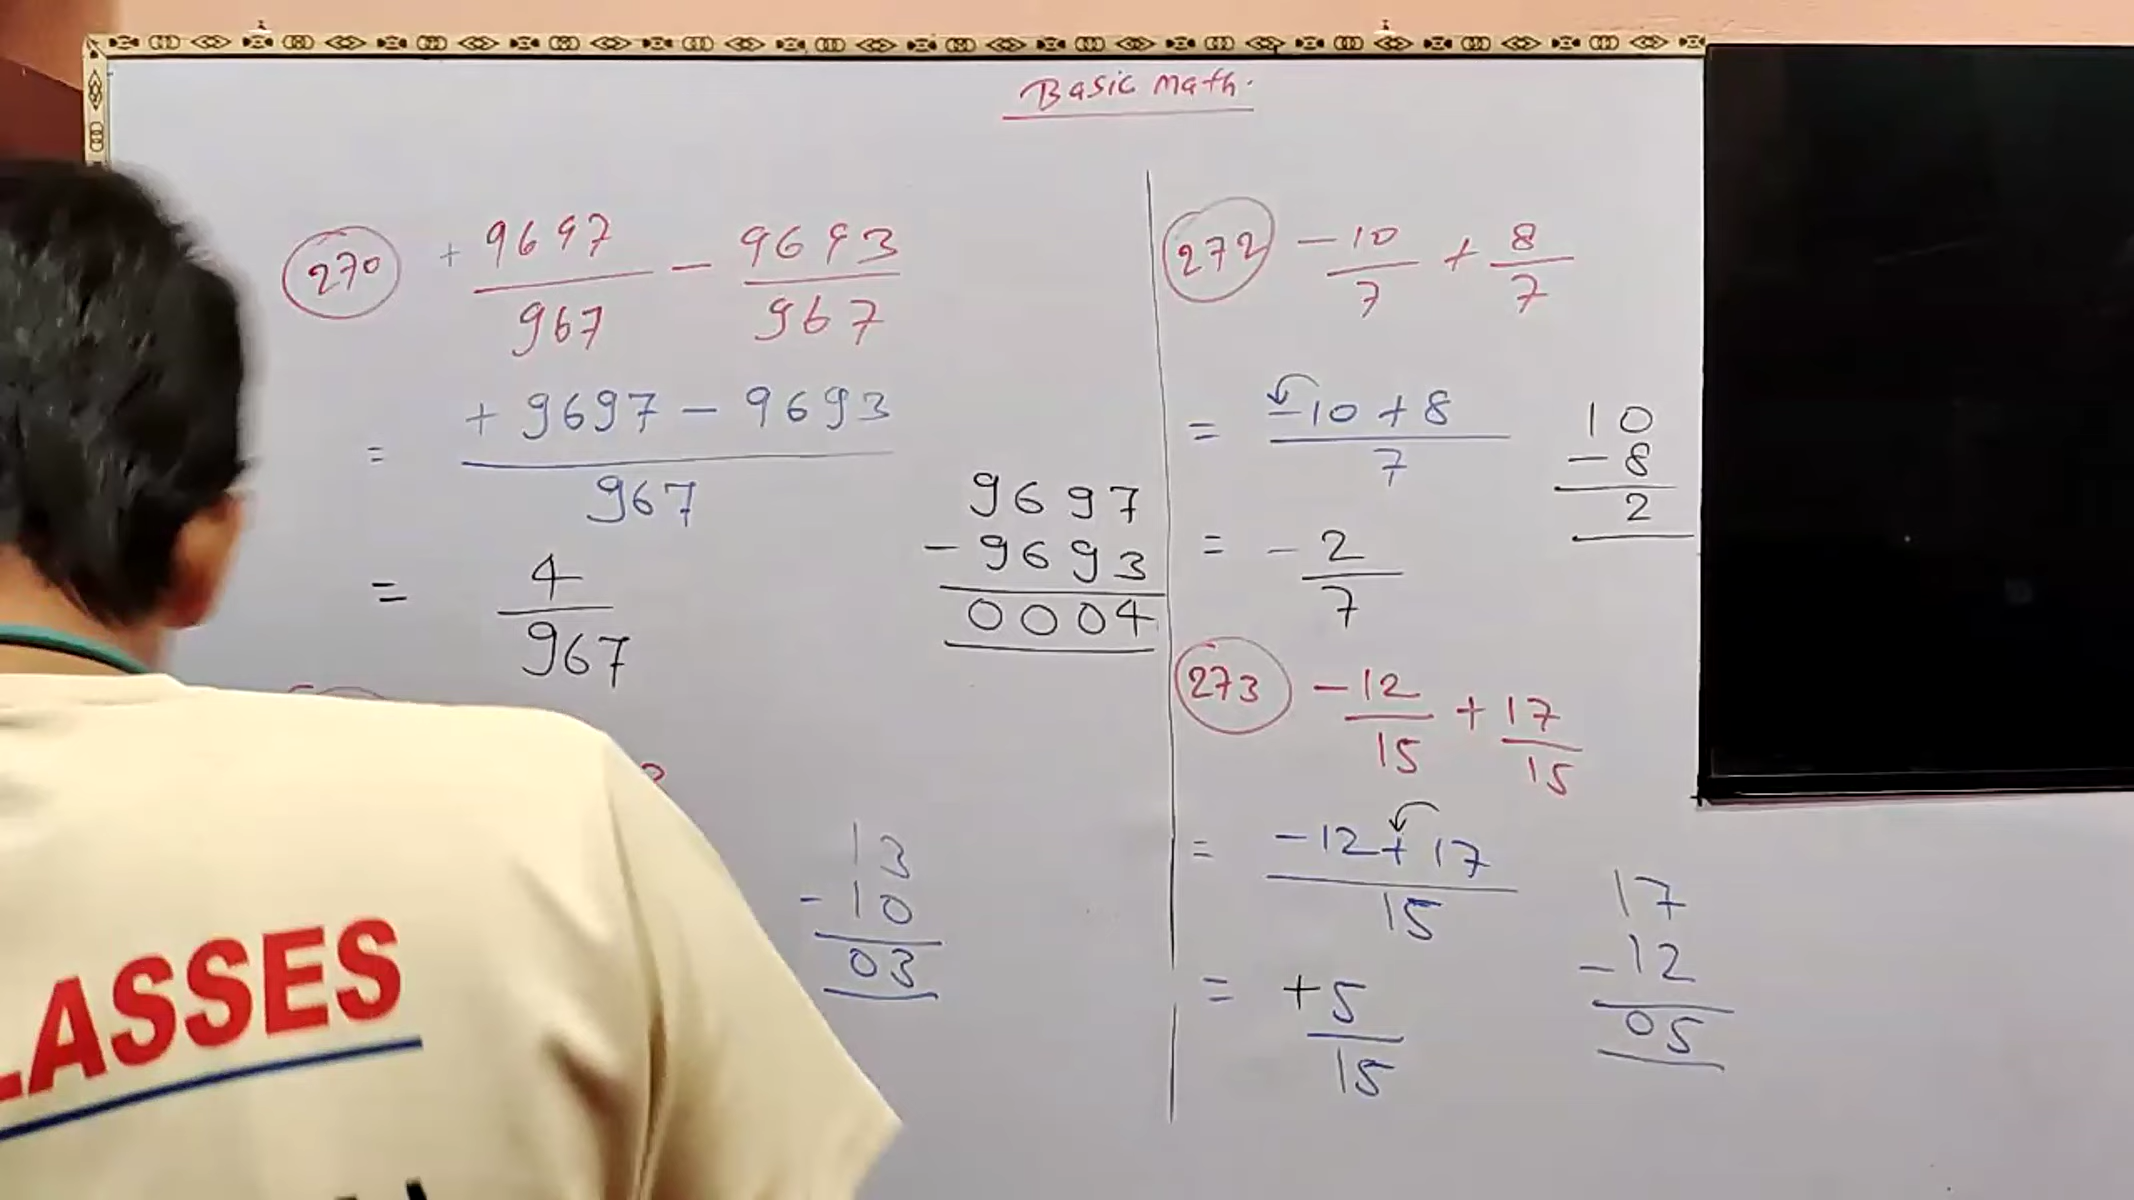 Basic Math.
270 + 9697/967 - 9693/967
= + 9697 - 9693 / 967
= 4/967
9697
- 9693
0004
13
- 10
03
272 - 10/7 + 8/7
= -10 + 8 / 7
10
- 8
2
= - 2/7
273 - 12/15 + 17/15
= -12 + 17 / 15
17
- 12
05
= + 5/15
LASSES